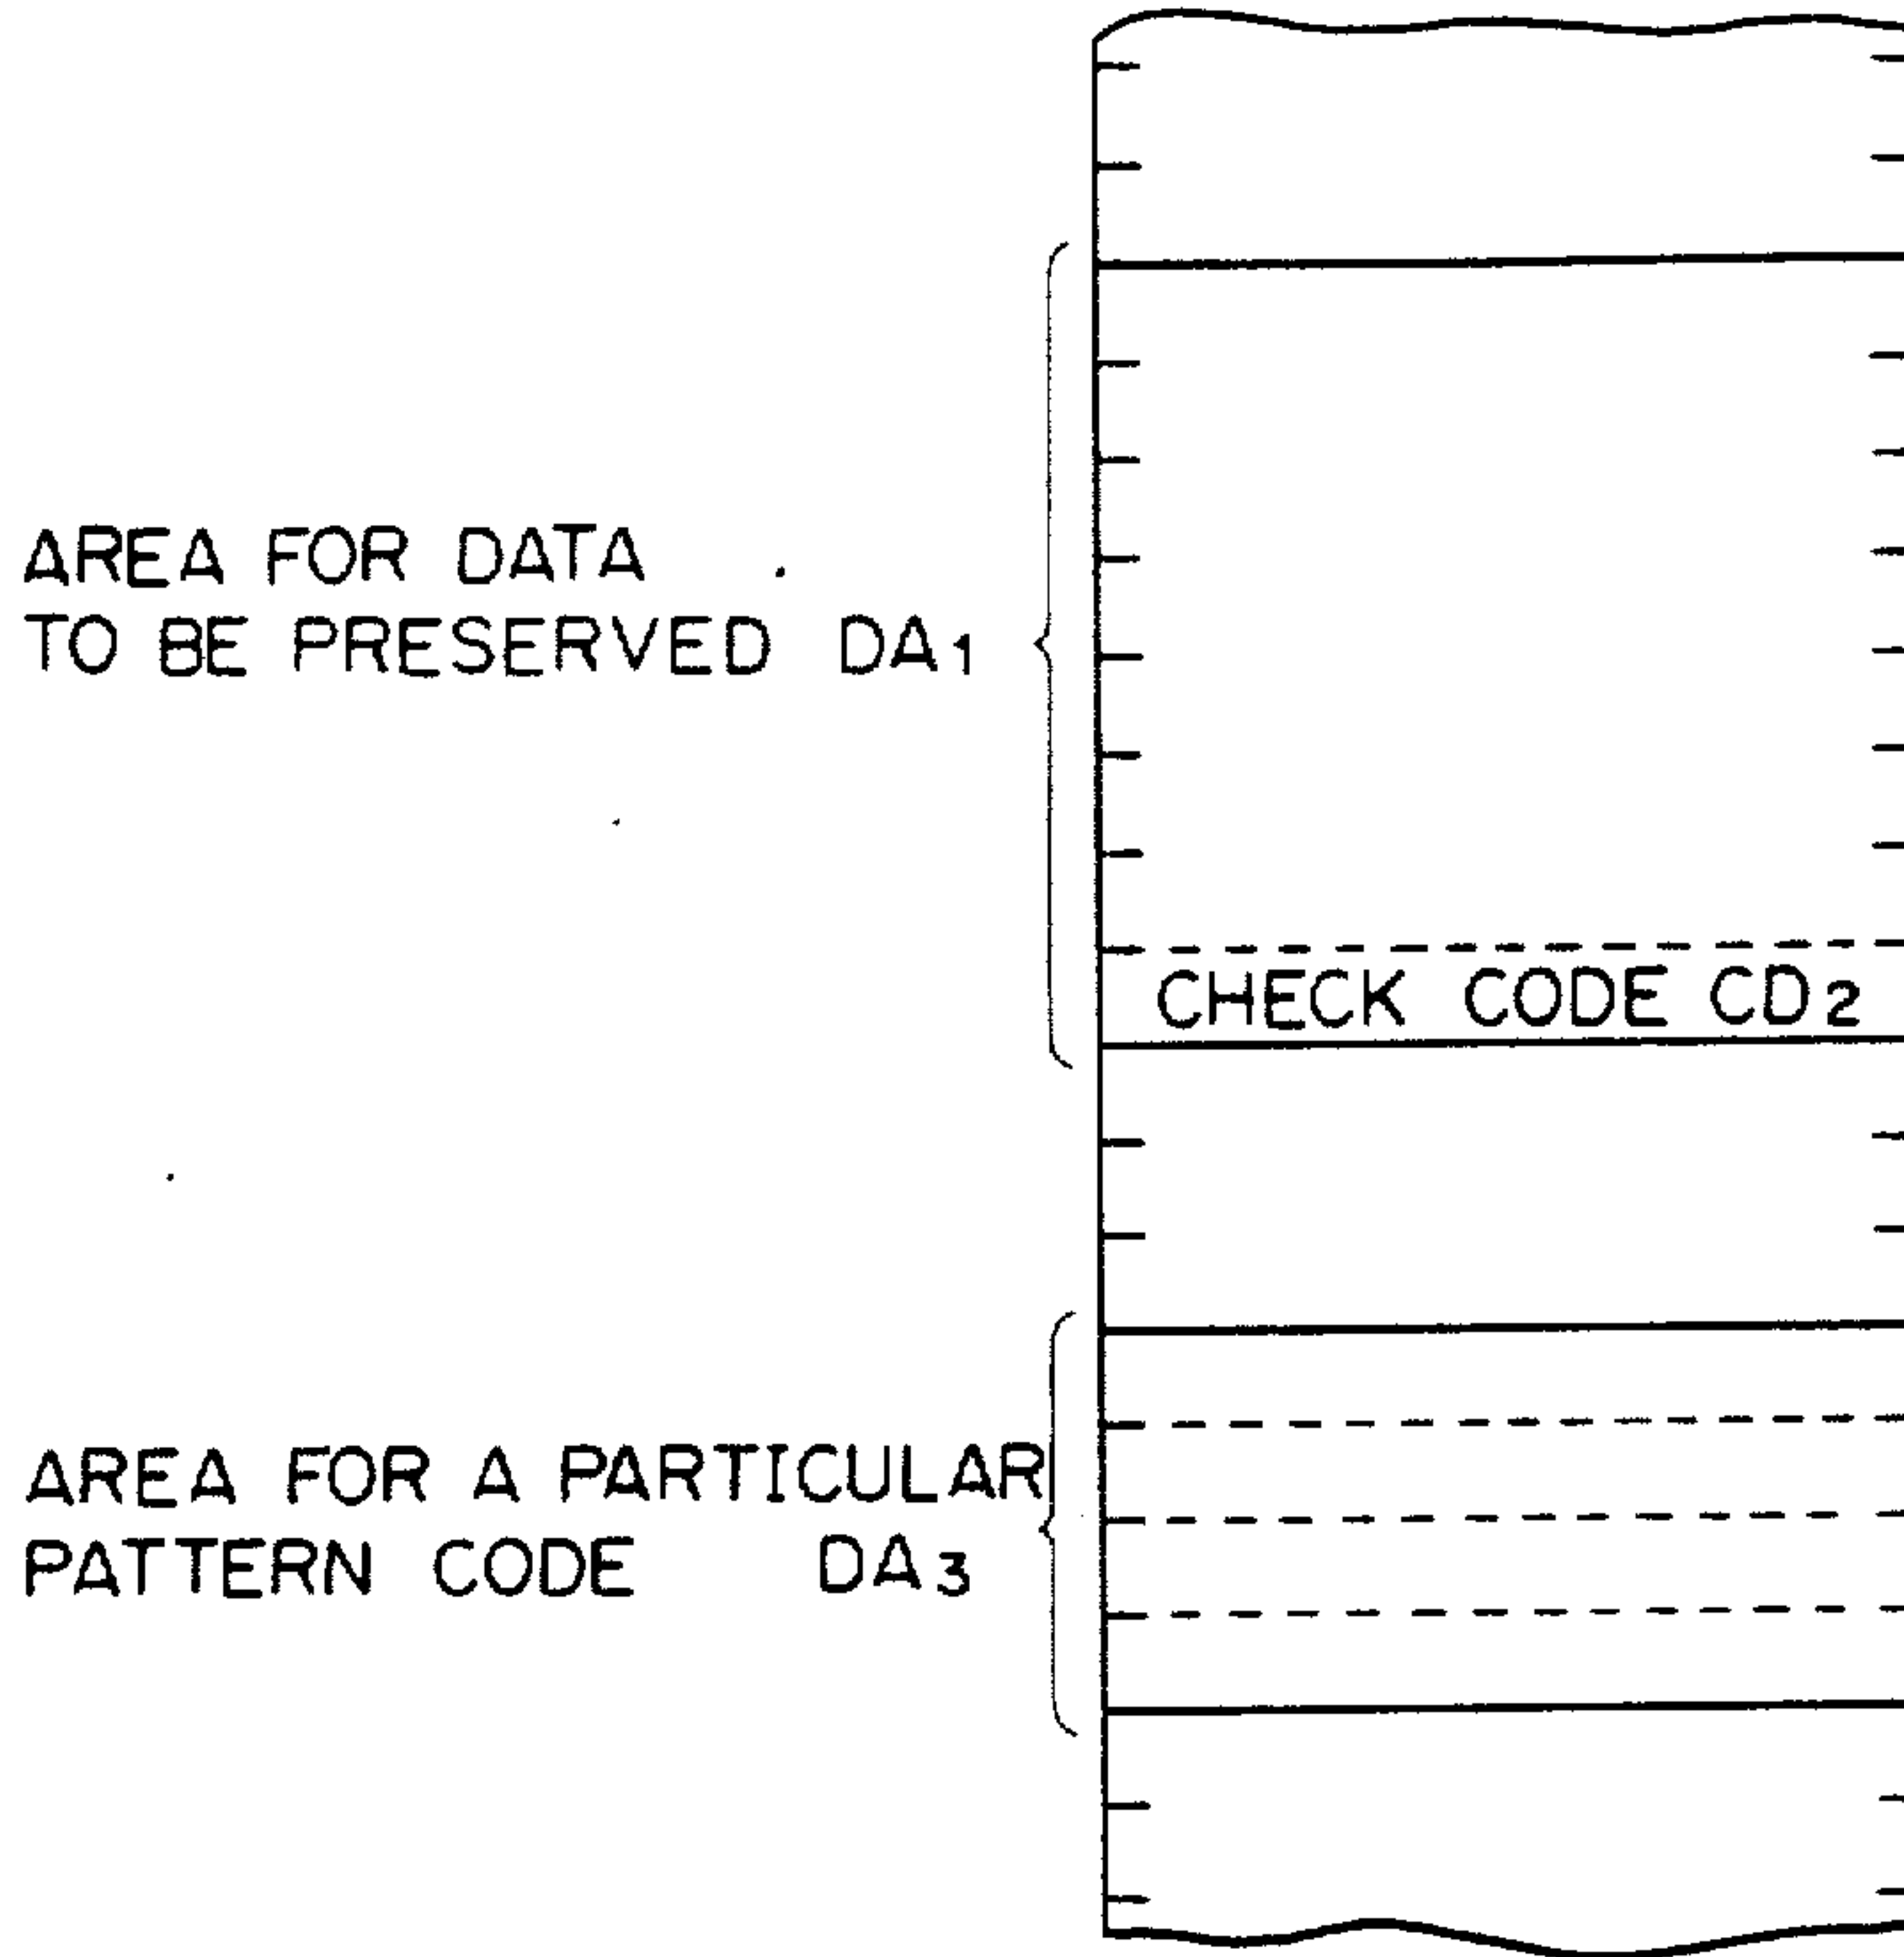 AREA FOR DATA
TO BE PRESERVED DA1
CHECK CODE CD2
AREA FOR A PARTICULAR
PATTERN CODE DA3